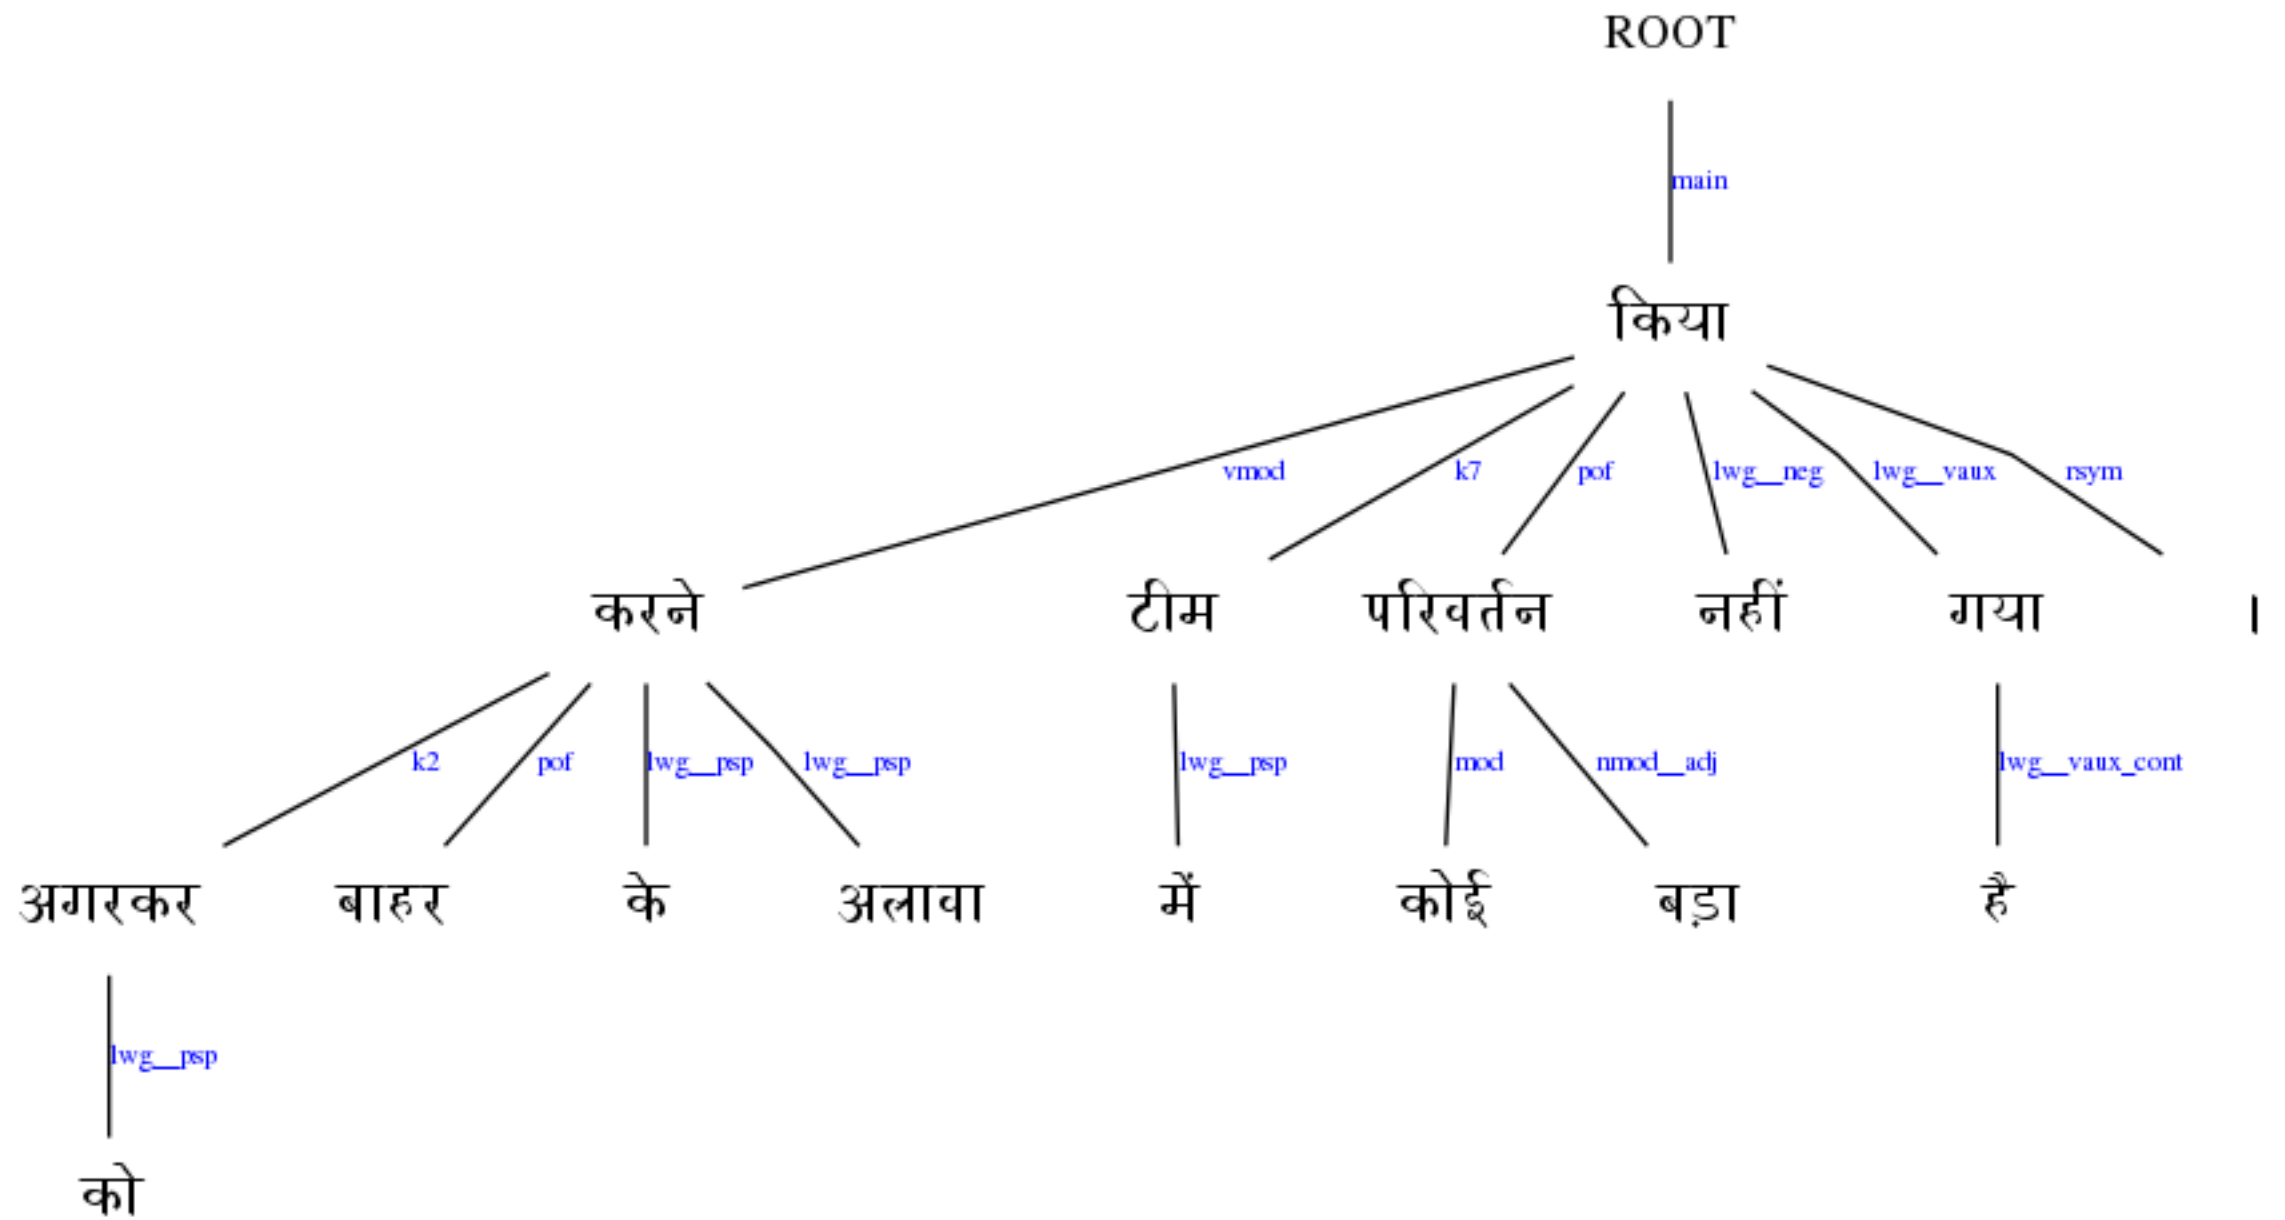 ROOT
main
किया
vmod k7 pof lwg__neg lwg__vaux rsym
करने टीम परिवर्तन नहीं गया ।
k2 pof lwg__psp lwg__psp lwg__psp mod nmod__adj lwg__vaux_cont
अगरकर बाहर के अलावा में कोई बड़ा है
lwg__psp
को